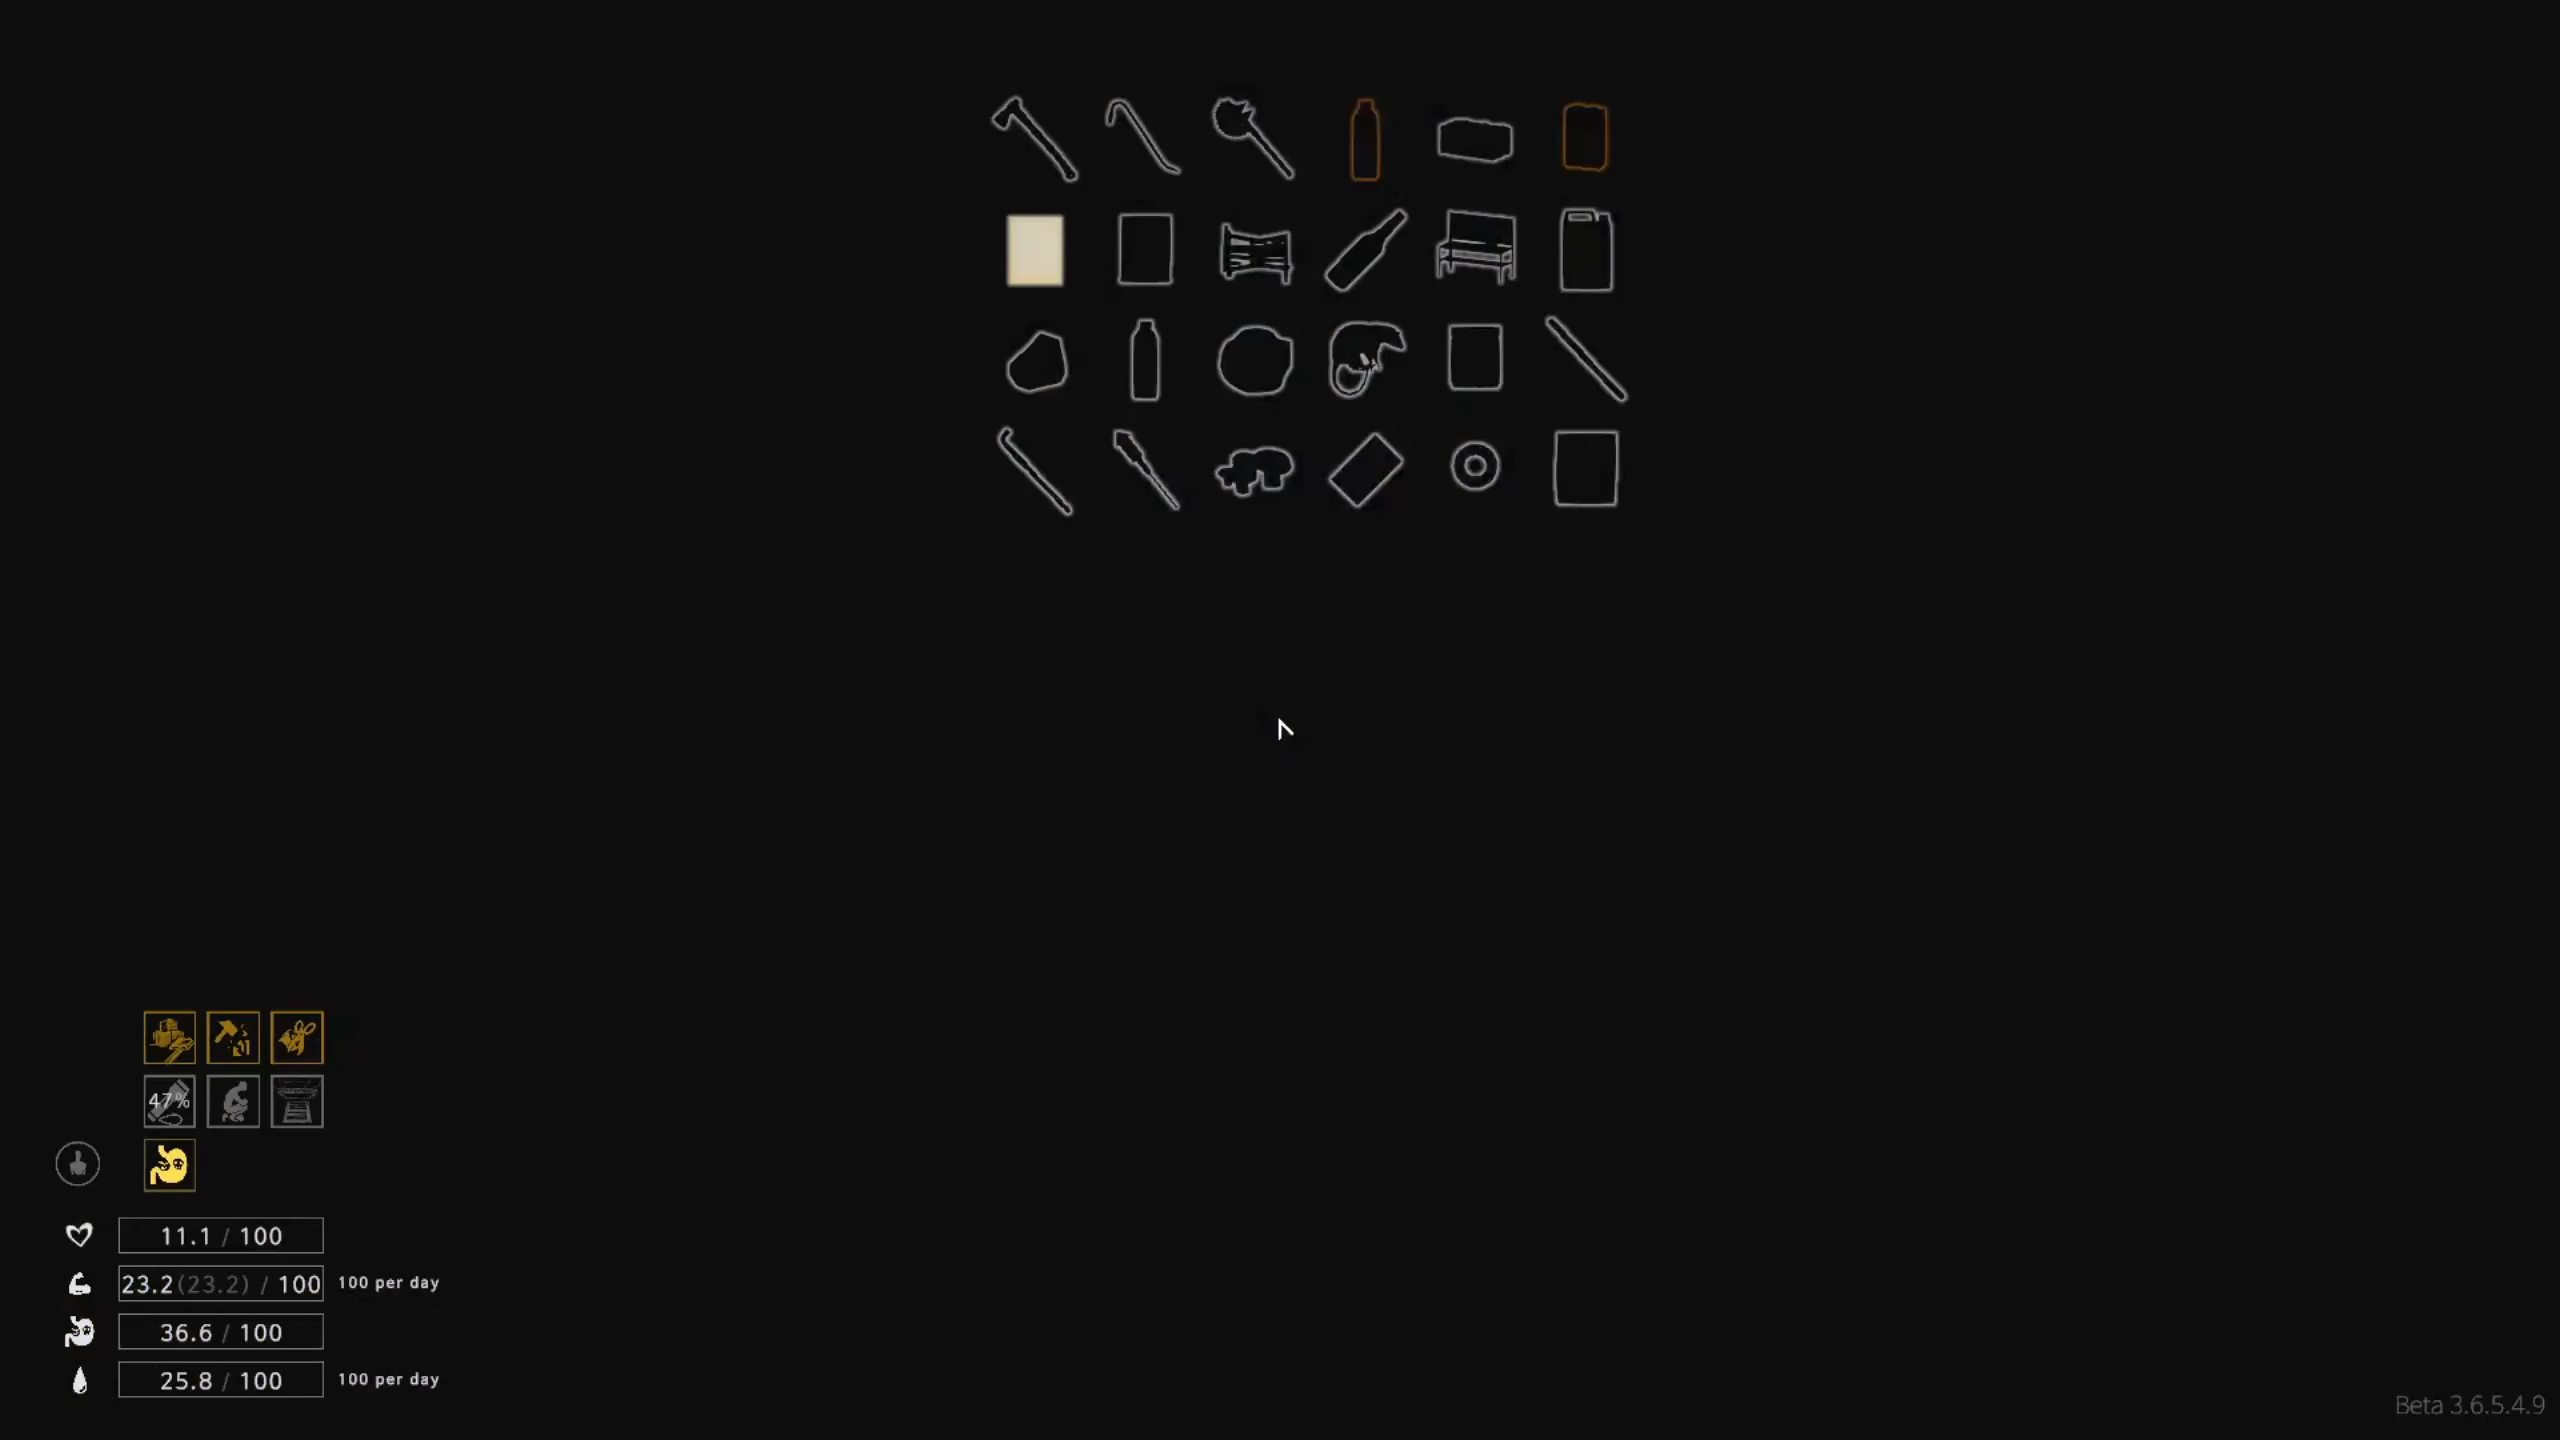 47%
11.1 / 100
23.2(23.2) / 100 100 per day
36.6 / 100
25.8 / 100 100 per day
Beta 3.6.5.4.9